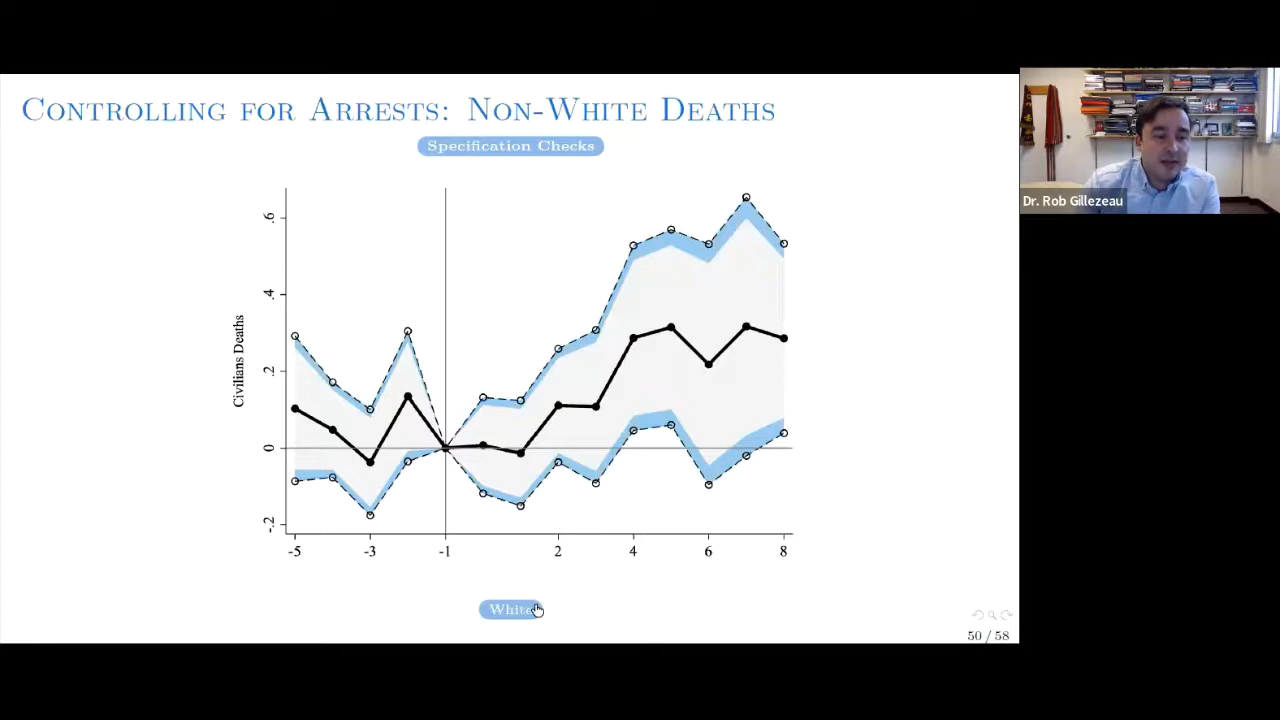 Controlling for Arrests: Non-White Deaths
Specification Checks
Dr. Rob Gillezeau
Civilians Deaths
.6
.4
.2
0
-.2
-5 -3 -1 2 4 6 8
White
50 / 58